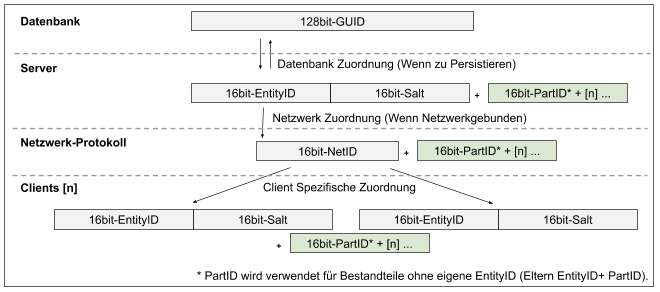 Datenbank
128bit-GUID
Datenbank Zuordnung (Wenn zu Persistieren)
Server
16bit-EntityID 16bit-Salt + 16bit-PartID* + [n] ...
Netzwerk Zuordnung (Wenn Netzwerkgebunden)
Netzwerk-Protokoll
16bit-NetID + 16bit-PartID* + [n] ...
Clients [n]
Client Spezifische Zuordnung
16bit-EntityID 16bit-Salt 16bit-EntityID 16bit-Salt
+ 16bit-PartID* + [n] ...
* PartID wird verwendet für Bestandteile ohne eigene EntityID (Eltern EntityID+ PartID).